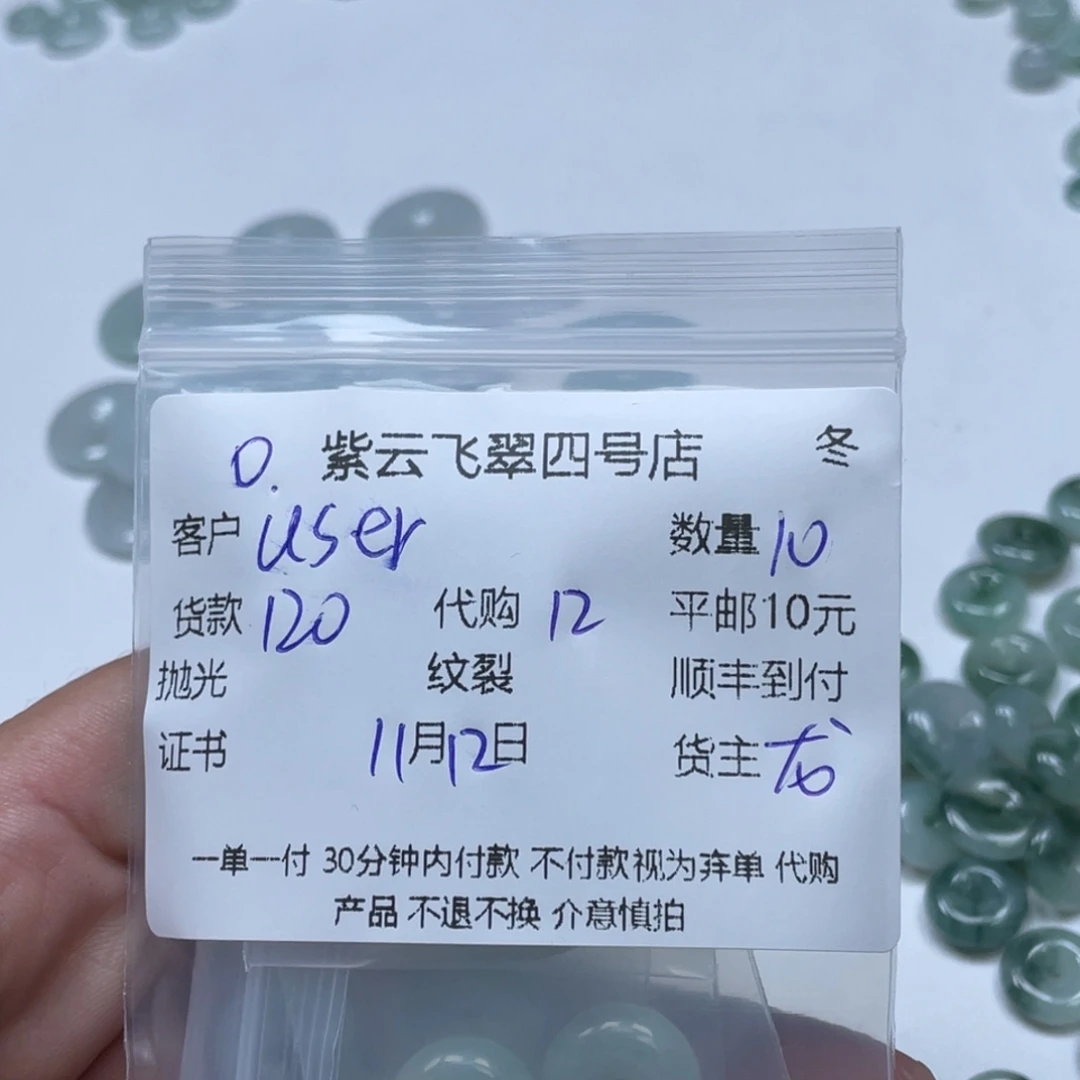 0. 紫云飞翠四号店 冬
客户 user 数量 10
货款 120 代购 12 平邮10元
抛光 纹裂 顺丰到付
证书 11月12日 货主 龙
一单一付 30分钟内付款 不付款视为弃单 代购
产品 不退不换 介意慎拍